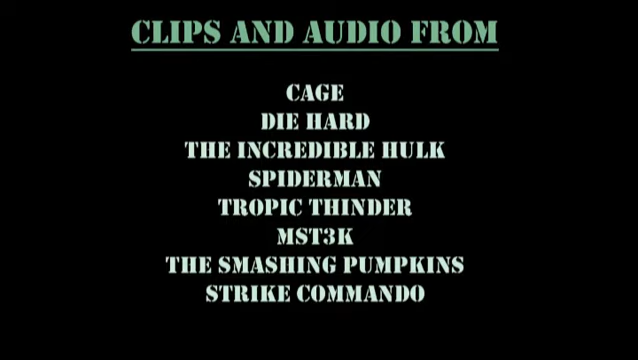 CLIPS AND AUDIO FROM
CAGE
DIE HARD
THE INCREDIBLE HULK
SPIDERMAN
TROPIC THINDER
MST3K
THE SMASHING PUMPKINS
STRIKE COMMANDO